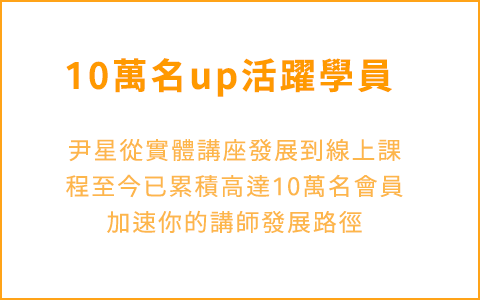 10萬名up活躍學員
尹星從實體講座發展到線上課
程至今已累積高達10萬名會員
加速你的講師發展路徑